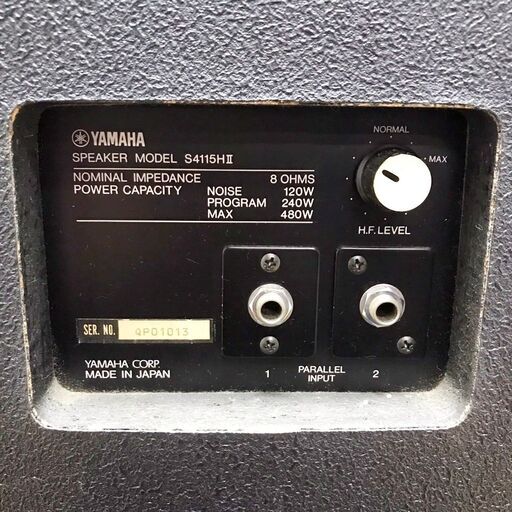 YAMAHA
SPEAKER MODEL S4115HⅡ
NOMINAL IMPEDANCE 8 OHMS
POWER CAPACITY NOISE 120W
PROGRAM 240W
MAX 480W
NORMAL
MAX
H.F. LEVEL
SER. NO. QP01013
YAMAHA CORP.
MADE IN JAPAN
1 PARALLEL INPUT 2